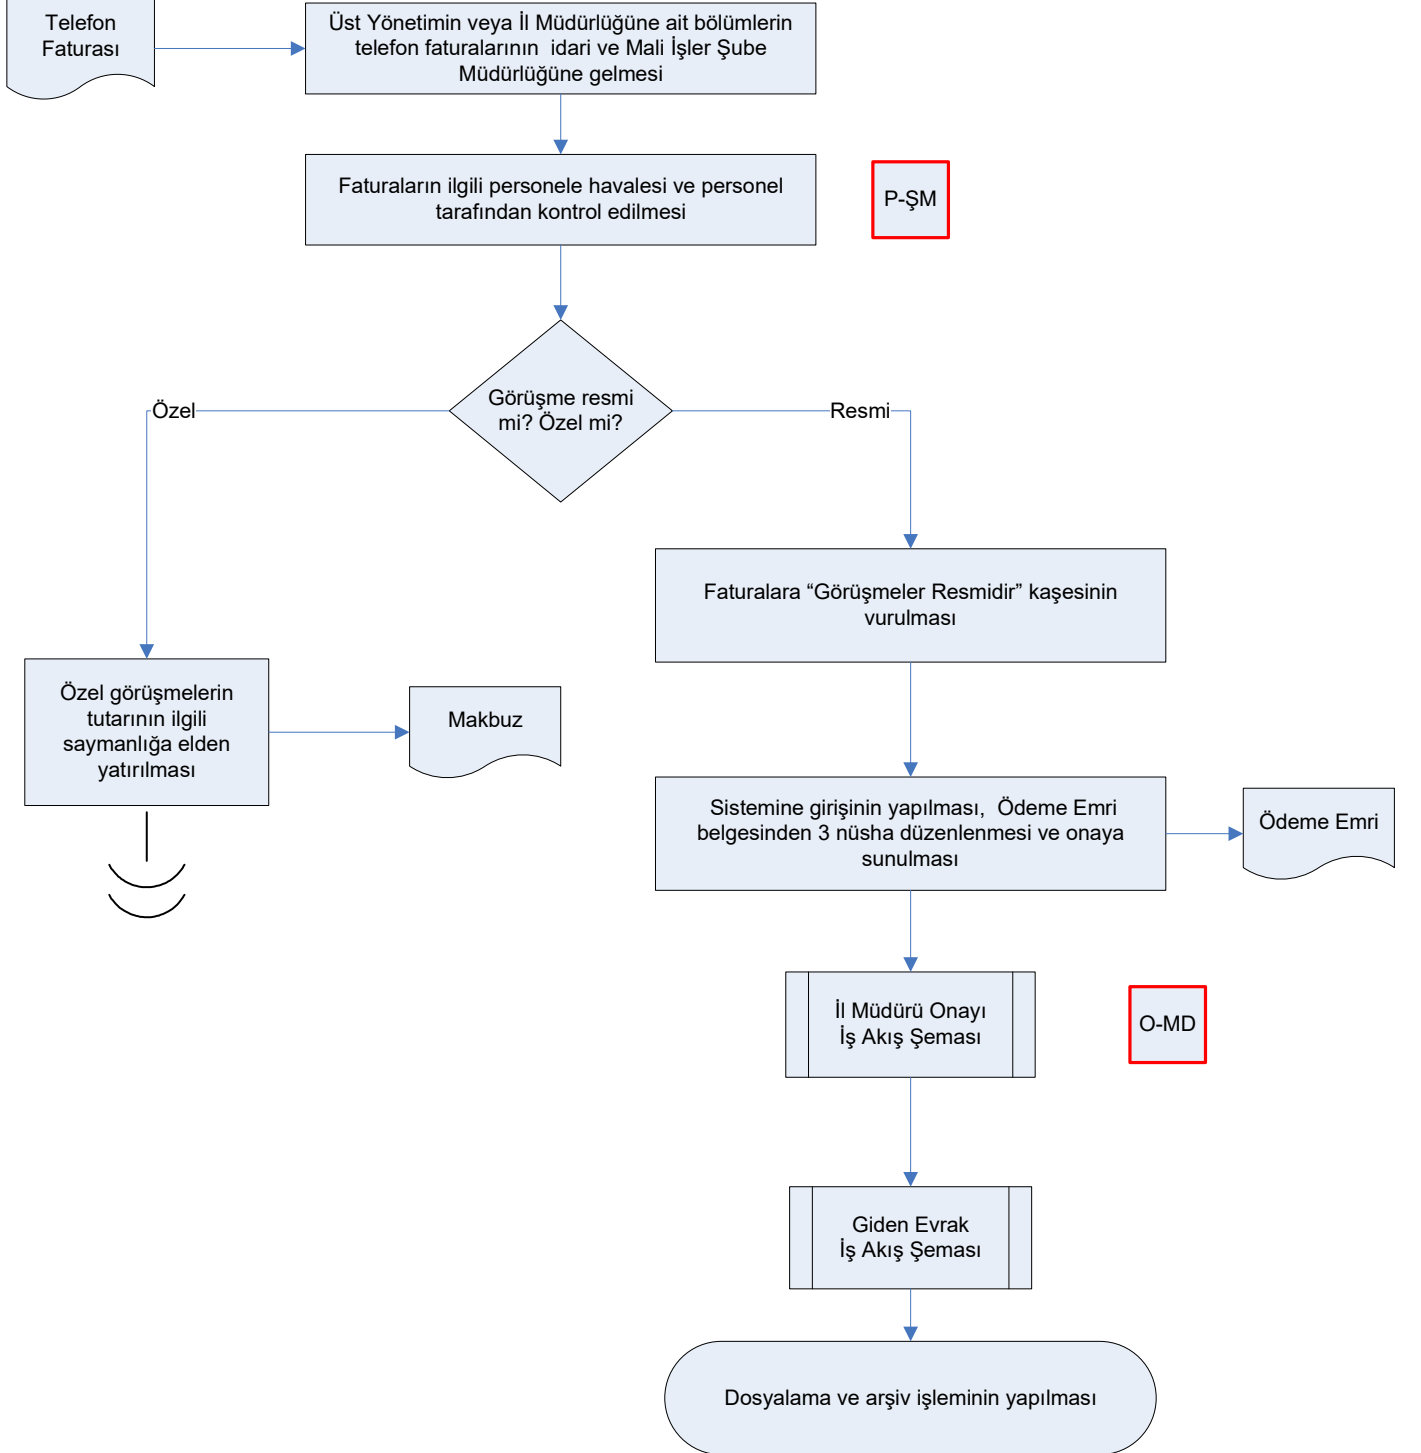 Telefon
Faturası
Üst Yönetimin veya İl Müdürlüğüne ait bölümlerin
telefon faturalarının  idari ve Mali İşler Şube
Müdürlüğüne gelmesi
Faturaların ilgili personele havalesi ve personel
tarafından kontrol edilmesi
P-ŞM
Görüşme resmi
mi? Özel mi?
Özel
Resmi
Faturalara “Görüşmeler Resmidir” kaşesinin
vurulması
Özel görüşmelerin
tutarının ilgili
saymanlığa elden
yatırılması
Makbuz
Sistemine girişinin yapılması,  Ödeme Emri
belgesinden 3 nüsha düzenlenmesi ve onaya
sunulması
Ödeme Emri
İl Müdürü Onayı
İş Akış Şeması
O-MD
Giden Evrak
İş Akış Şeması
Dosyalama ve arşiv işleminin yapılması